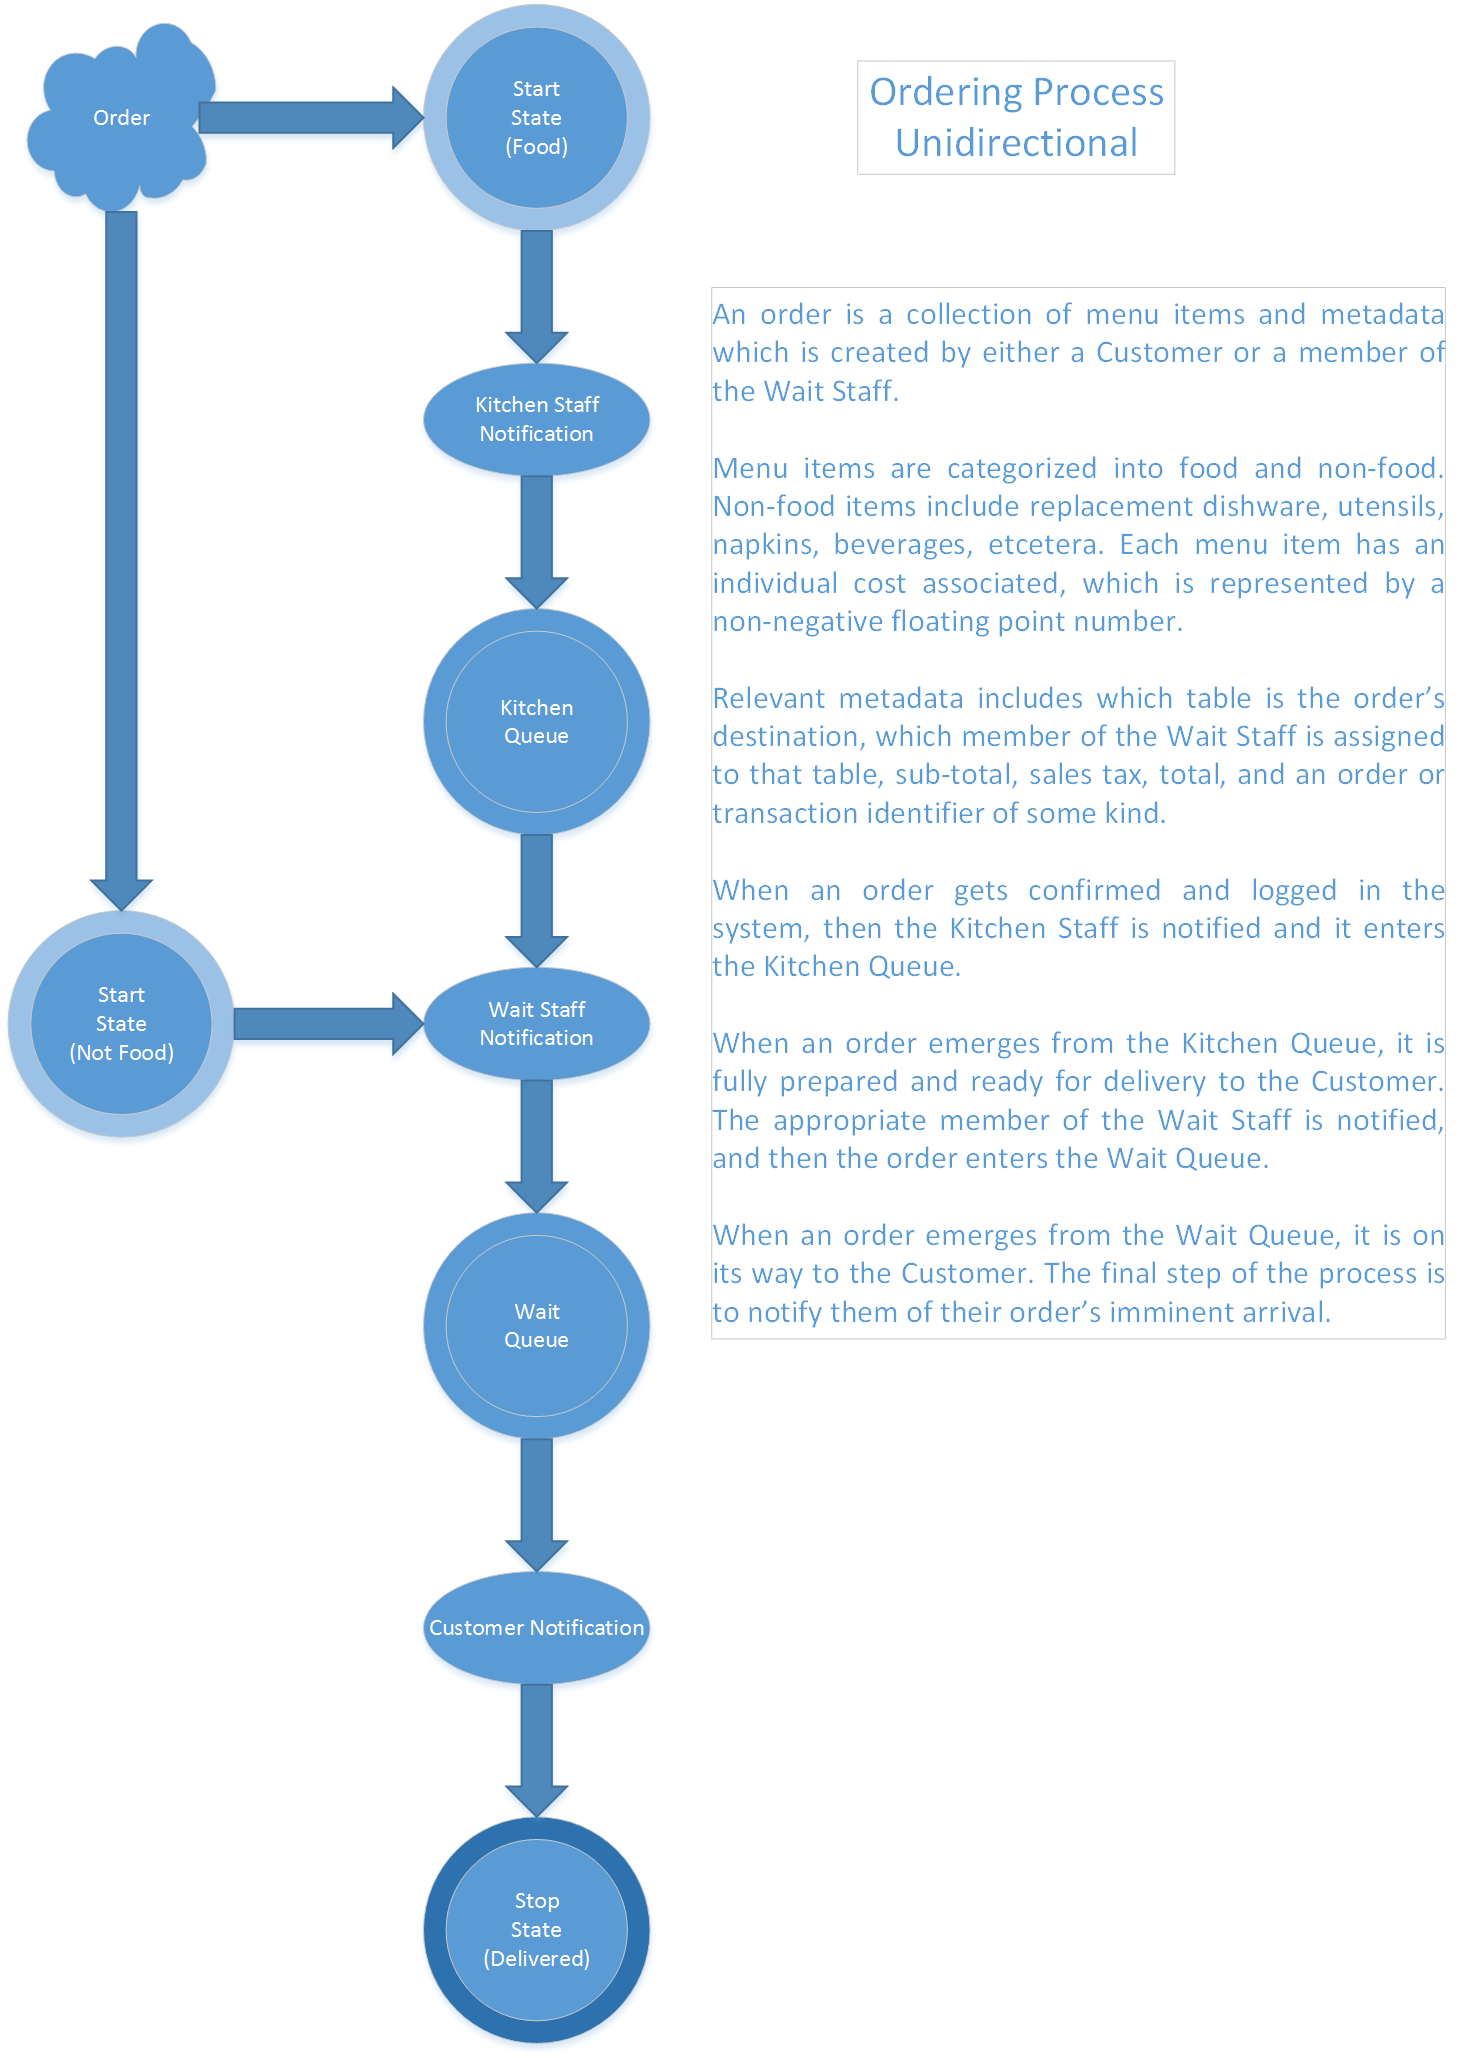 Order
Start
State
(Food)
Ordering Process
Unidirectional
An order is a collection of menu items and metadata
which is created by either a Customer or a member of
the Wait Staff.
Kitchen Staff
Notification
Menu items are categorized into food and non-food.
Non-food items include replacement dishware, utensils,
napkins, beverages, etcetera. Each menu item has an
individual cost associated, which is represented by a
non-negative floating point number.
Kitchen
Queue
Relevant metadata includes which table is the order’s
destination, which member of the Wait Staff is assigned
to that table, sub-total, sales tax, total, and an order or
transaction identifier of some kind.
When an order gets confirmed and logged in the
system, then the Kitchen Staff is notified and it enters
the Kitchen Queue.
Start
State
(Not Food)
Wait Staff
Notification
When an order emerges from the Kitchen Queue, it is
fully prepared and ready for delivery to the Customer.
The appropriate member of the Wait Staff is notified,
and then the order enters the Wait Queue.
When an order emerges from the Wait Queue, it is on
its way to the Customer. The final step of the process is
to notify them of their order’s imminent arrival.
Wait
Queue
Customer Notification
Stop
State
(Delivered)